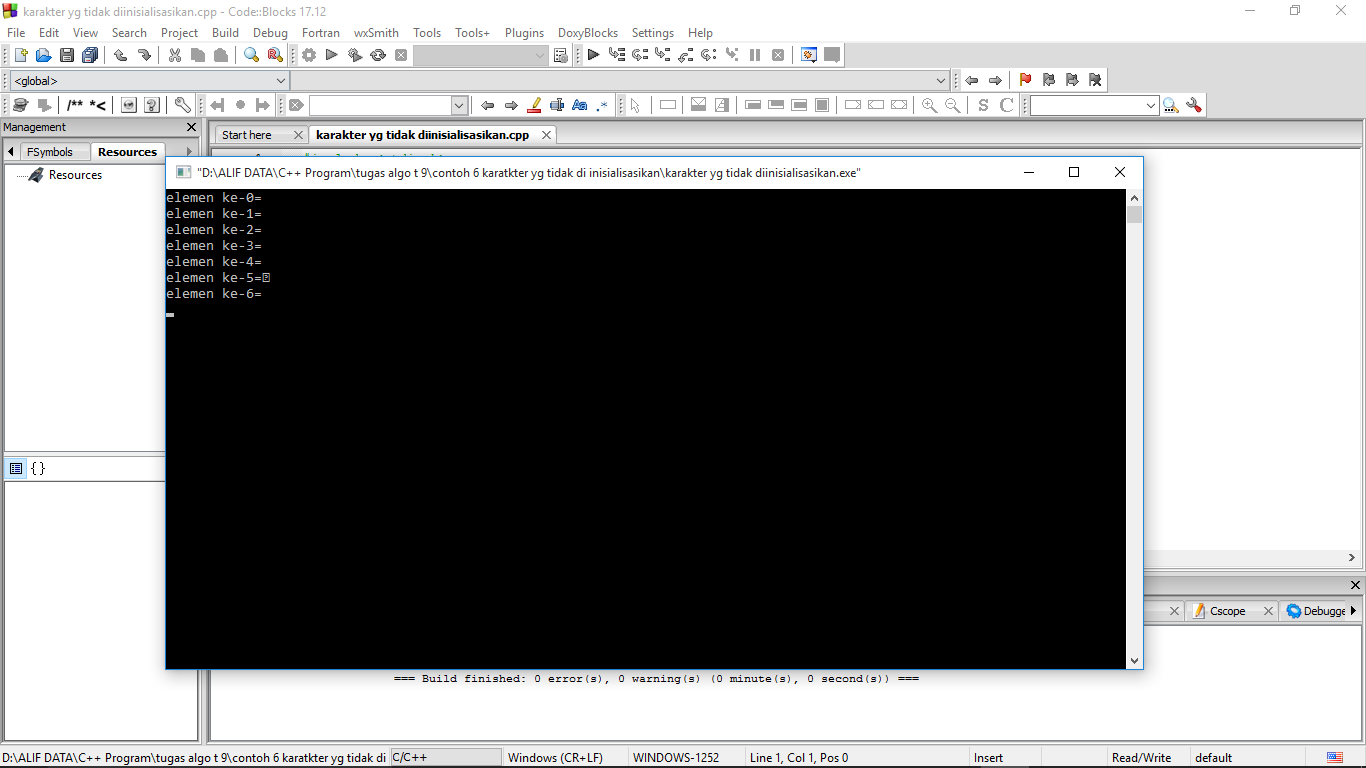 karakter yg tidak diinisialisasikan.cpp - Code::Blocks 17.12
File Edit View Search Project Build Debug Fortran wxSmith Tools Tools+ Plugins DoxyBlocks Settings Help
<global>
/** *<
Aa .*
S C
Management
Start here karakter yg tidak diinisialisasikan.cpp
FSymbols Resources
Resources
"D:\ALIF DATA\C++ Program\tugas algo t 9\contoh 6 karatkter yg tidak di inisialisasikan\karakter yg tidak diinisialisasikan.exe"
elemen ke-0=
elemen ke-1=
elemen ke-2=
elemen ke-3=
elemen ke-4=
elemen ke-5=
elemen ke-6=
{}
Cscope Debugge
=== Build finished: 0 error(s), 0 warning(s) (0 minute(s), 0 second(s)) ===
D:\ALIF DATA\C++ Program\tugas algo t 9\contoh 6 karatkter yg tidak di C/C++ Windows (CR+LF) WINDOWS-1252 Line 1, Col 1, Pos 0 Insert Read/Write default